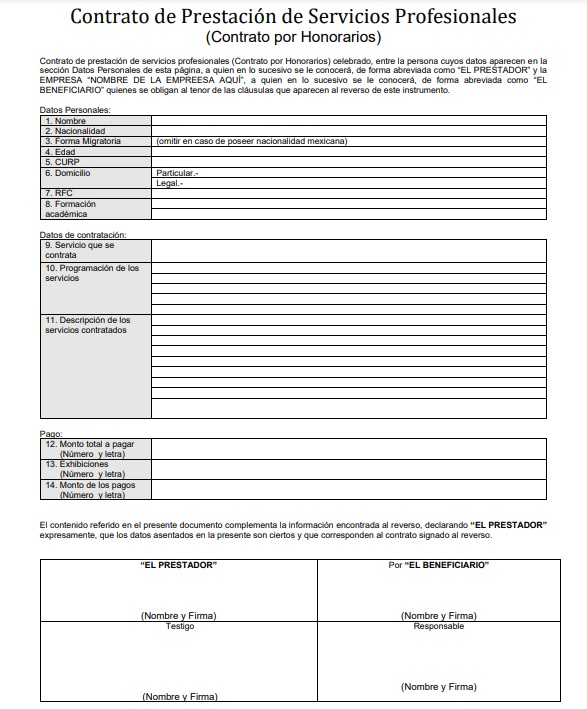 Contrato de Prestación de Servicios Profesionales
(Contrato por Honorarios)
Contrato de prestación de servicios profesionales (Contrato por Honorarios) celebrado, entre la persona cuyos datos aparecen en la
sección Datos Personales de esta página, a quien en lo sucesivo se le conocerá, de forma abreviada como “EL PRESTADOR” y la
EMPRESA “NOMBRE DE LA EMPREESA AQUÍ”, a quien en lo sucesivo se le conocerá, de forma abreviada como “EL
BENEFICIARIO” quienes se obligan al tenor de las cláusulas que aparecen al reverso de este instrumento.
Datos Personales:
1. Nombre
2. Nacionalidad
3. Forma Migratoria (omitir en caso de poseer nacionalidad mexicana)
4. Edad
5. CURP
6. Domicilio Particular.-
Legal.-
7. RFC
8. Formación
académica
Datos de contratación:
9. Servicio que se
contrata
10. Programación de los
servicios
11. Descripción de los
servicios contratados
Pago:
12. Monto total a pagar
(Número y letra)
13. Exhibiciones
(Número y letra)
14. Monto de los pagos
(Número y letra)
El contenido referido en el presente documento complementa la información encontrada al reverso, declarando “EL PRESTADOR”
expresamente, que los datos asentados en la presente son ciertos y que corresponden al contrato signado al reverso.
“EL PRESTADOR” Por “EL BENEFICIARIO”
(Nombre y Firma) (Nombre y Firma)
Testigo Responsable
(Nombre y Firma)
(Nombre y Firma)